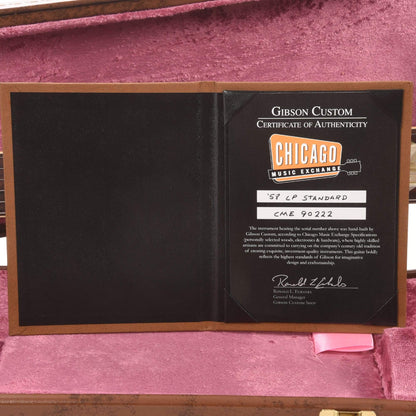 GIBSON CUSTOM
CERTIFICATE OF AUTHENTICITY
CHICAGO
MUSIC EXCHANGE
'58 LP STANDARD
CME 90222
The instrument bearing the serial number above was hand-built by
Gibson Custom, according to Chicago Music Exchange Specifications
(personally selected woods, electronics & hardware), where highly skilled
artisans are committed to carrying on the company's century old tradition
of creating exquisite, investment quality instruments. This guitar boldly
reflects the highest standards of Gibson for imaginative
design and craftsmanship.
General Manager
Gibson Custom Shop